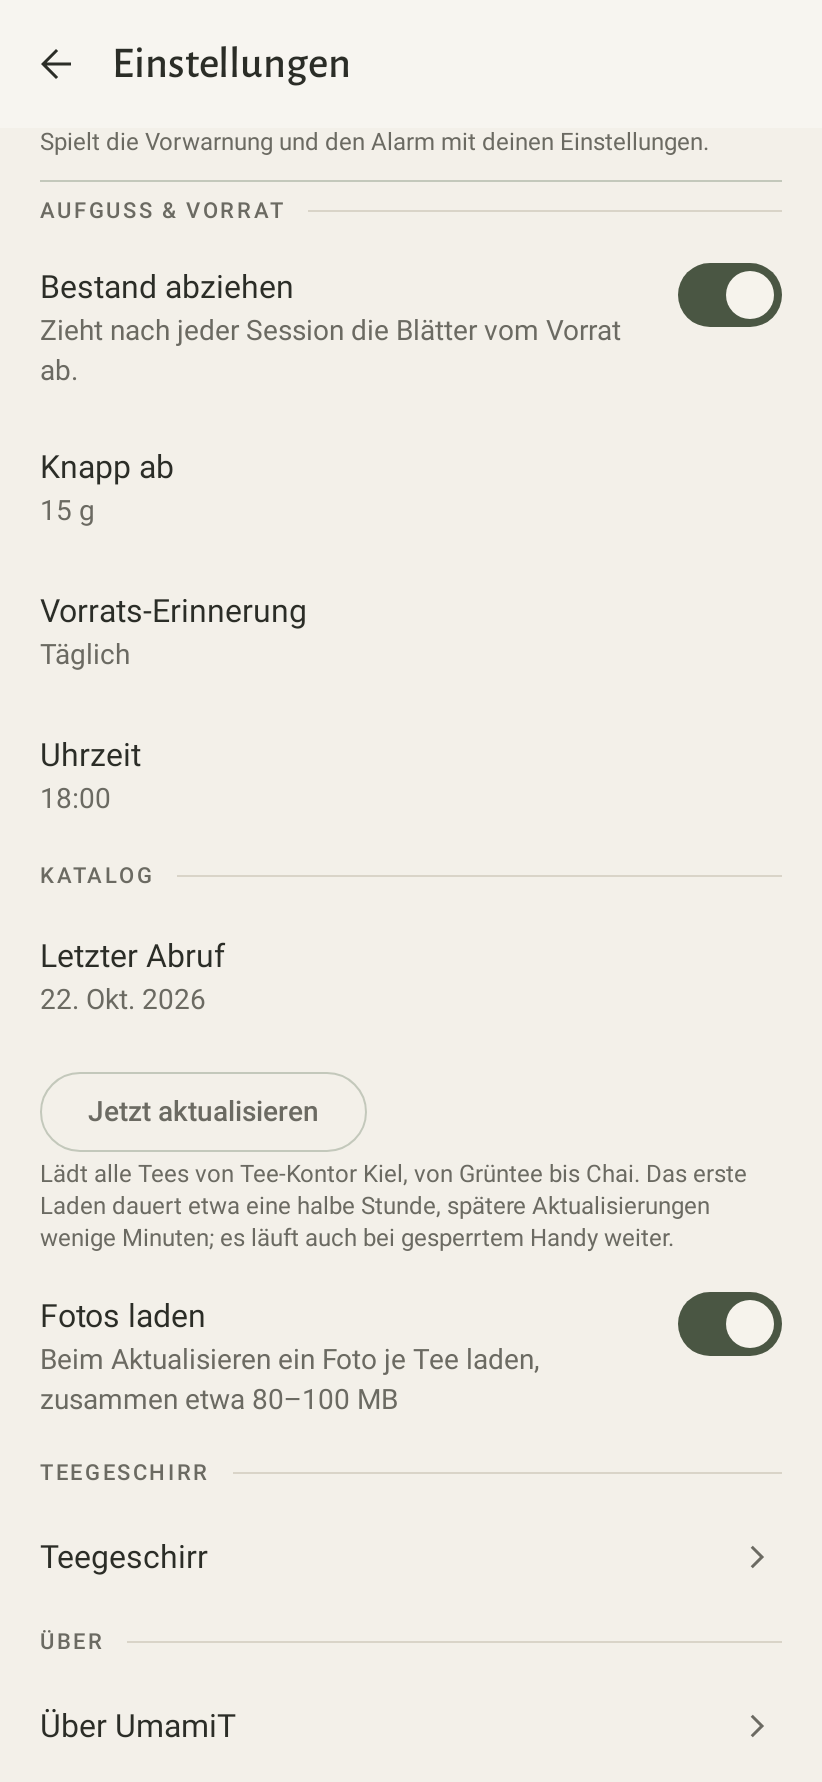 Einstellungen
Spielt die Vorwarnung und den Alarm mit deinen Einstellungen.
AUFGUSS & VORRAT
Bestand abziehen
Zieht nach jeder Session die Blätter vom Vorrat
ab.
Knapp ab
15 g
Vorrats-Erinnerung
Täglich
Uhrzeit
18:00
KATALOG
Letzter Abruf
22. Okt. 2026
Jetzt aktualisieren
Lädt alle Tees von Tee-Kontor Kiel, von Grüntee bis Chai. Das erste
Laden dauert etwa eine halbe Stunde, spätere Aktualisierungen
wenige Minuten; es läuft auch bei gesperrtem Handy weiter.
Fotos laden
Beim Aktualisieren ein Foto je Tee laden,
zusammen etwa 80–100 MB
TEEGESCHIRR
Teegeschirr
ÜBER
Über UmamiT